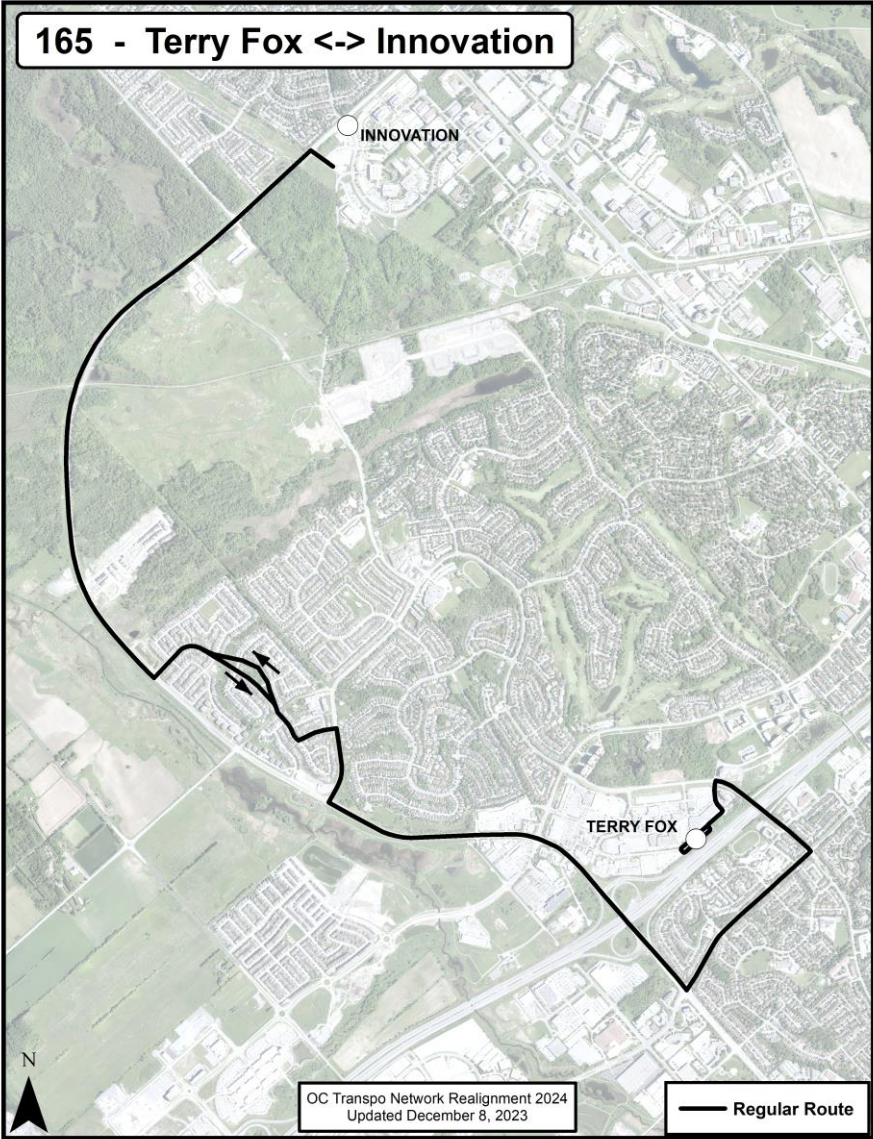 165 - Terry Fox <-> Innovation
INNOVATION
TERRY FOX
N
OC Transpo Network Realignment 2024
Updated December 8, 2023
Regular Route